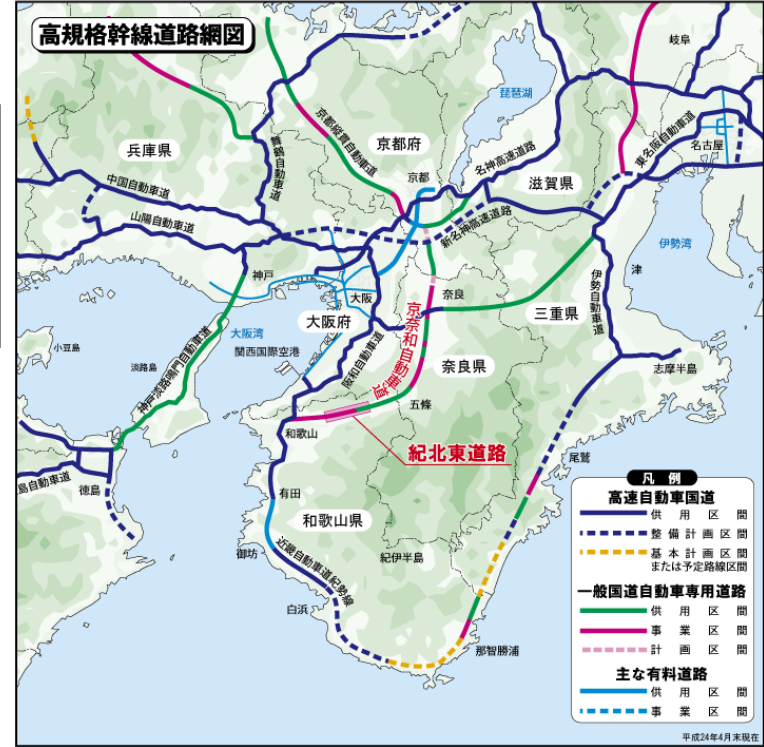 高規格幹線道路網図
岐阜
琵琶湖
兵庫県
京都府
京都縦貫自動車道
舞鶴自動車道
名神高速道路
東名阪自動車道
名古屋
京都
滋賀県
中国自動車道
山陽自動車道
新名神高速道路
伊勢湾
神戸
大阪
奈良
津
伊勢自動車道
三重県
大阪湾
大阪府
京奈和自動車道
小豆島
関西国際空港
阪和自動車道
奈良県
淡路島
神戸淡路鳴門自動車道
志摩半島
五條
和歌山
紀北東道路
尾鷲
島自動車道
徳島
有田
和歌山県
御坊
近畿自動車道紀勢線
紀伊半島
白浜
那智勝浦
凡例
高速自動車国道
供用区間
整備計画区間
基本計画区間
または予定路線区間
一般国道自動車専用道路
供用区間
事業区間
計画区間
主な有料道路
供用区間
事業区間
平成24年4月末現在